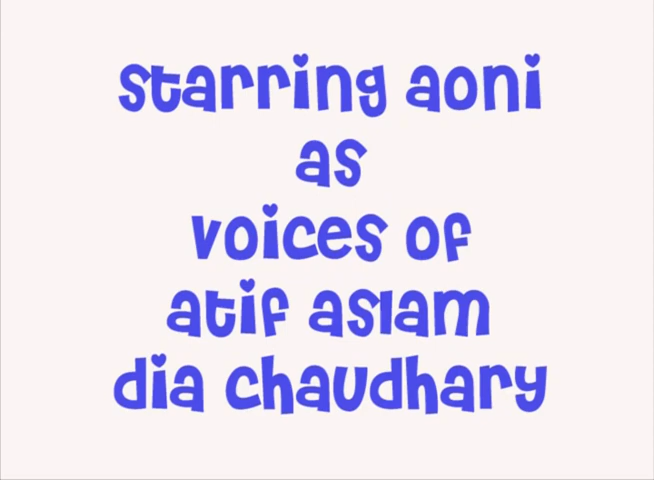 starring aoni
as
voices of
atif aslam
dia chaudhary